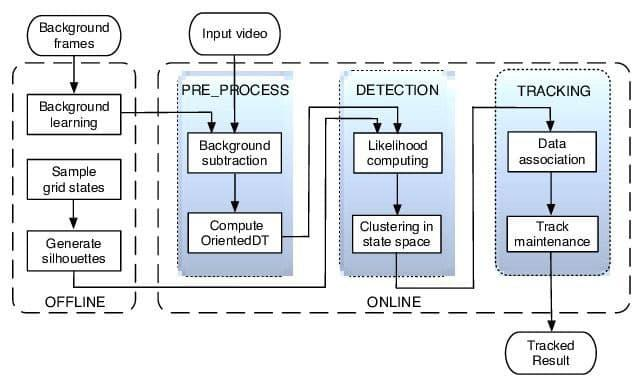 Background
frames
Input video
PRE_PROCESS
DETECTION
TRACKING
Background
learning
Background
subtraction
Likelihood
computing
Data
association
Sample
grid states
Compute
OrientedDT
Clustering in
state space
Track
maintenance
Generate
silhouettes
OFFLINE
ONLINE
Tracked
Result